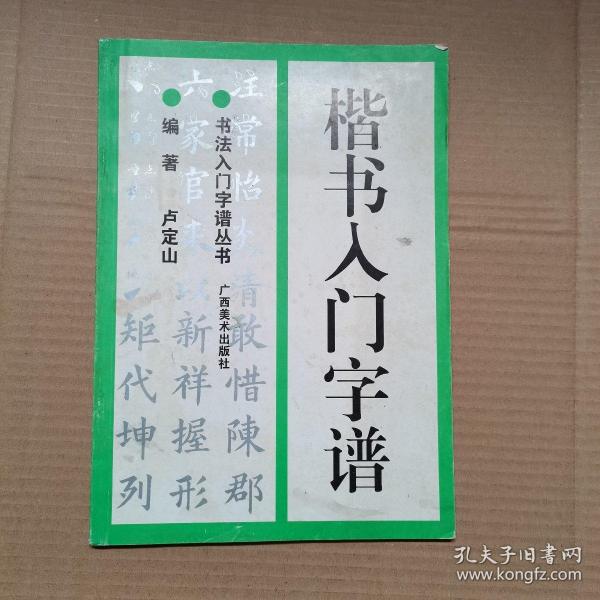 楷书入门字谱
书法入门字谱丛书
广西美术出版社
编著 卢定山
注常怡
敢惜陳郡
六家官
新祥握形
矩代坤列
孔夫子旧书网
www.kongfz.com